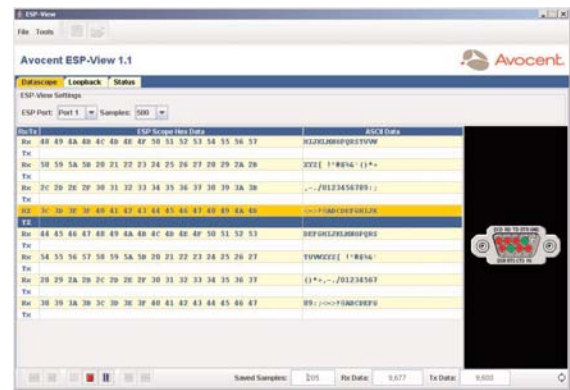 ESP-View
File Tools
Avocent ESP-View 1.1
Avocent.
Datascope Loopback Status
ESP-View Settings
ESP Port: Port 1 Samples: 500
Rx/Tx ESP Scope Hex Data ASCII Data
Rx 48 49 4A 4B 4C 4D 4E 4F 50 51 52 53 54 55 56 57 HIJKLMNOPQRSTUVW
Tx
Rx 58 59 5A 5B 20 21 22 23 24 25 26 27 28 29 2A 2B XYZ[ !"#$%&'()*+
Tx
Rx 2C 2D 2E 2F 30 31 32 33 34 35 36 37 38 39 3A 3B ,-./0123456789:;
Tx
RX 3C 3D 3E 3F 40 41 42 43 44 45 46 47 48 49 4A 4B <=>?@ABCDEFGHIJK
TX
Rx 44 45 46 47 48 49 4A 4B 4C 4D 4E 4F 50 51 52 53 DEFGHIJKLMNOPQRS
Tx
Rx 54 55 56 57 58 59 5A 5B 20 21 22 23 24 25 26 27 TUVWXYZ[ !"#$%&'
Tx
Rx 28 29 2A 2B 2C 2D 2E 2F 30 31 32 33 34 35 36 37 ()*+,-./01234567
Tx
Rx 38 39 3A 3B 3C 3D 3E 3F 40 41 42 43 44 45 46 47 89:;<=>?@ABCDEFG
Tx
DCD RD TD DTR GND
DSR RTS CTS RI
Saved Samples: 205 Rx Data: 9,677 Tx Data: 9,600